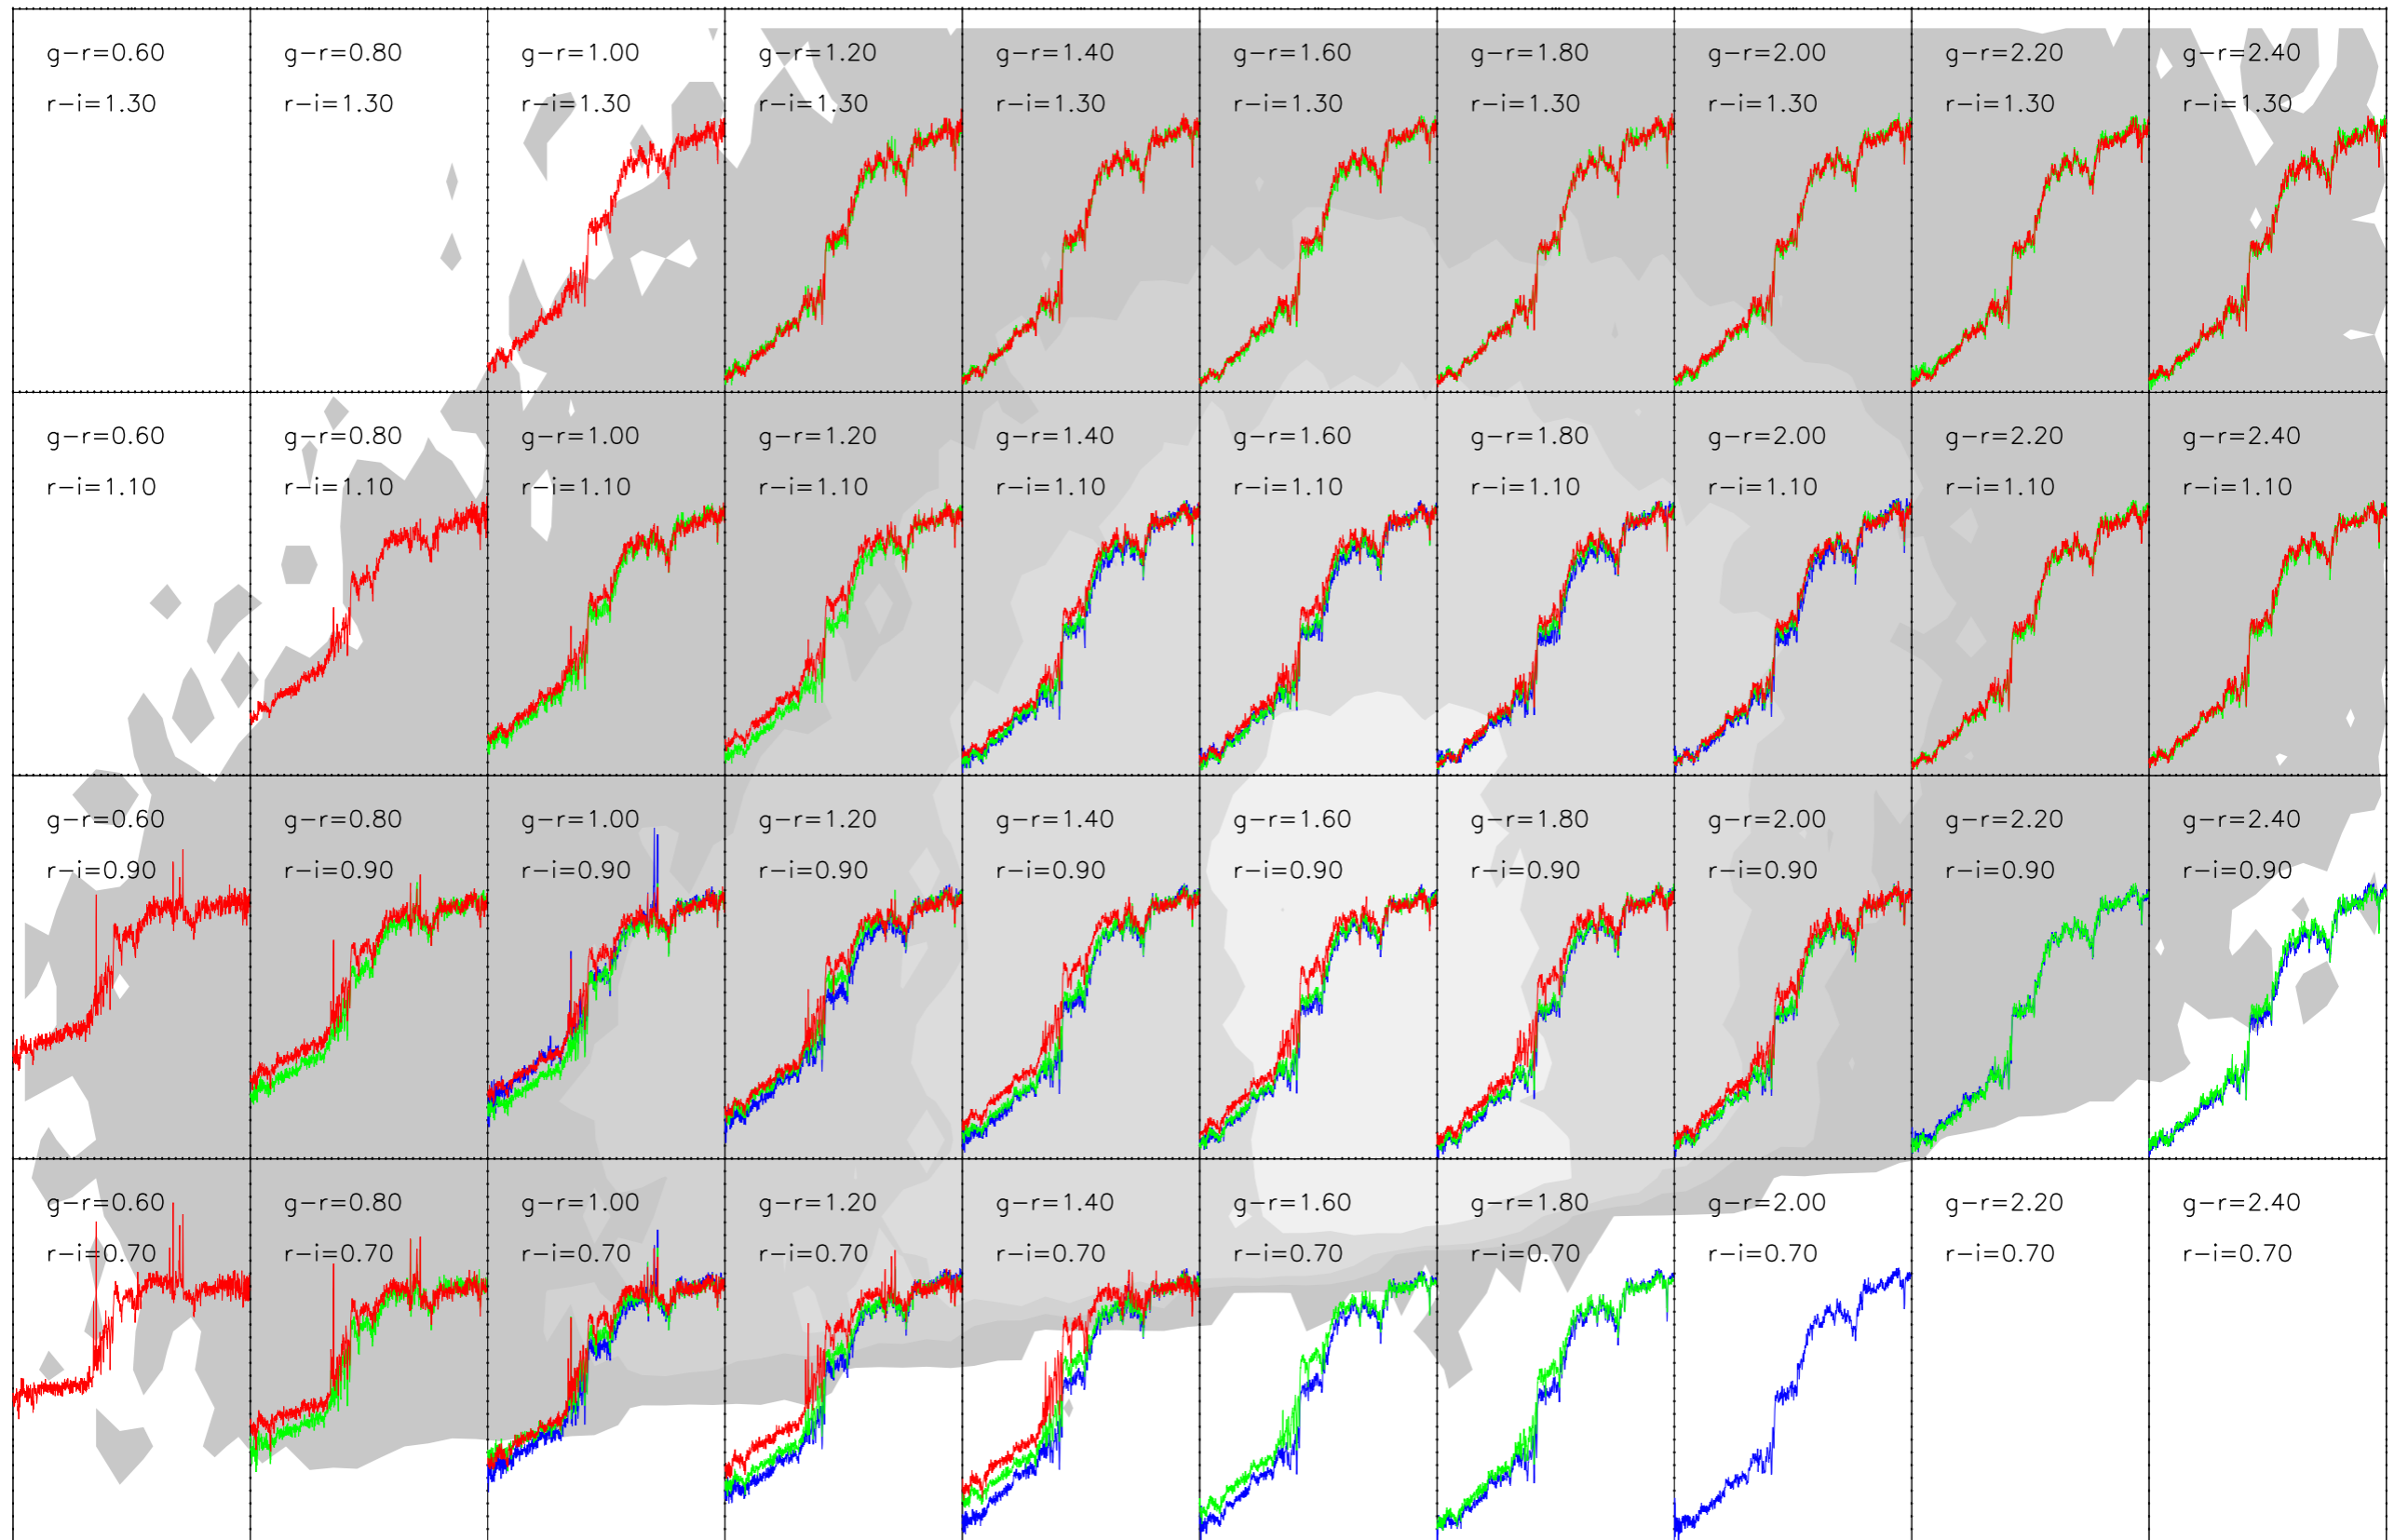 g−r=0.60 g−r=0.80 g−r=1.00 g−r=1.20 g−r=1.40 g−r=1.60 g−r=1.80 g−r=2.00 g−r=2.20 g−r=2.40
r−i=1.30 r−i=1.30 r−i=1.30 r−i=1.30 r−i=1.30 r−i=1.30 r−i=1.30 r−i=1.30 r−i=1.30 r−i=1.30
g−r=0.60 g−r=0.80 g−r=1.00 g−r=1.20 g−r=1.40 g−r=1.60 g−r=1.80 g−r=2.00 g−r=2.20 g−r=2.40
r−i=1.10 r−i=1.10 r−i=1.10 r−i=1.10 r−i=1.10 r−i=1.10 r−i=1.10 r−i=1.10 r−i=1.10 r−i=1.10
g−r=0.60 g−r=0.80 g−r=1.00 g−r=1.20 g−r=1.40 g−r=1.60 g−r=1.80 g−r=2.00 g−r=2.20 g−r=2.40
r−i=0.90 r−i=0.90 r−i=0.90 r−i=0.90 r−i=0.90 r−i=0.90 r−i=0.90 r−i=0.90 r−i=0.90 r−i=0.90
g−r=0.60 g−r=0.80 g−r=1.00 g−r=1.20 g−r=1.40 g−r=1.60 g−r=1.80 g−r=2.00 g−r=2.20 g−r=2.40
r−i=0.70 r−i=0.70 r−i=0.70 r−i=0.70 r−i=0.70 r−i=0.70 r−i=0.70 r−i=0.70 r−i=0.70 r−i=0.70